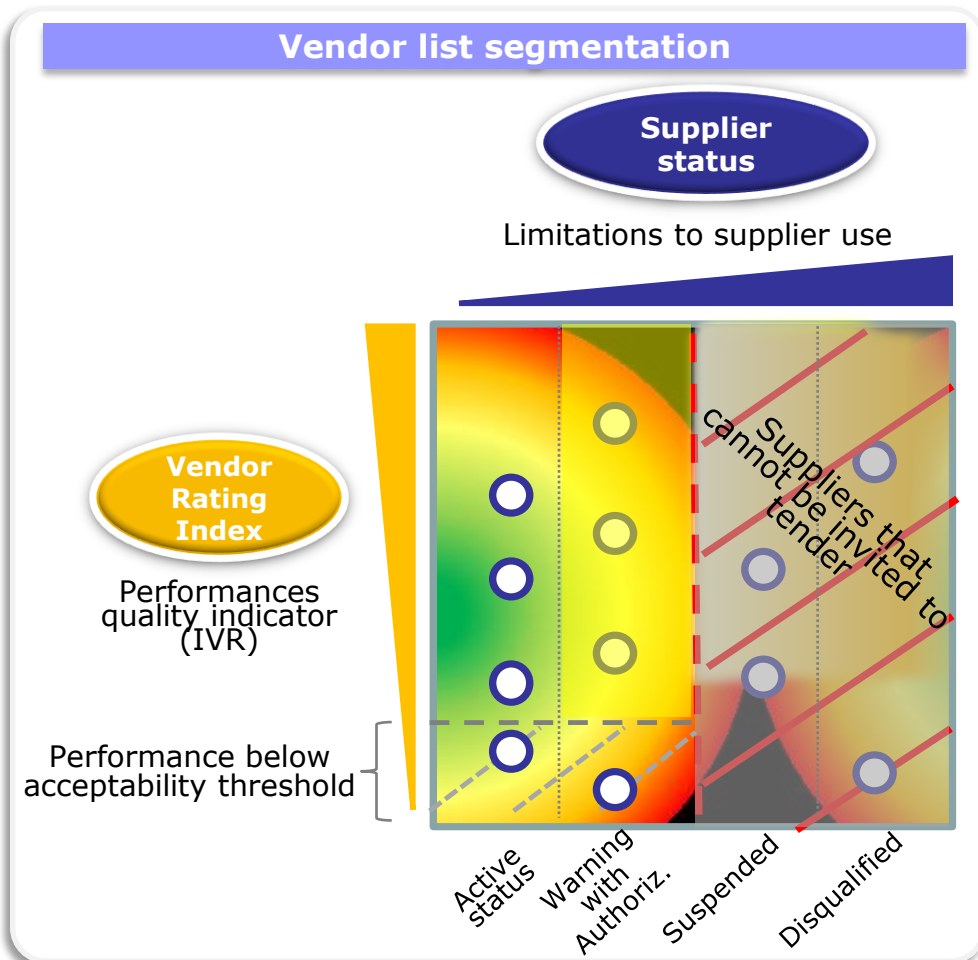 Vendor list segmentation
Supplier
status
Limitations to supplier use
Vendor
Rating
Index
Performances
quality indicator
(IVR)
Suppliers that
cannot be invited to
tender
Performance below
acceptability threshold
Active
status
Warning
with
Authoriz.
Suspended
Disqualified